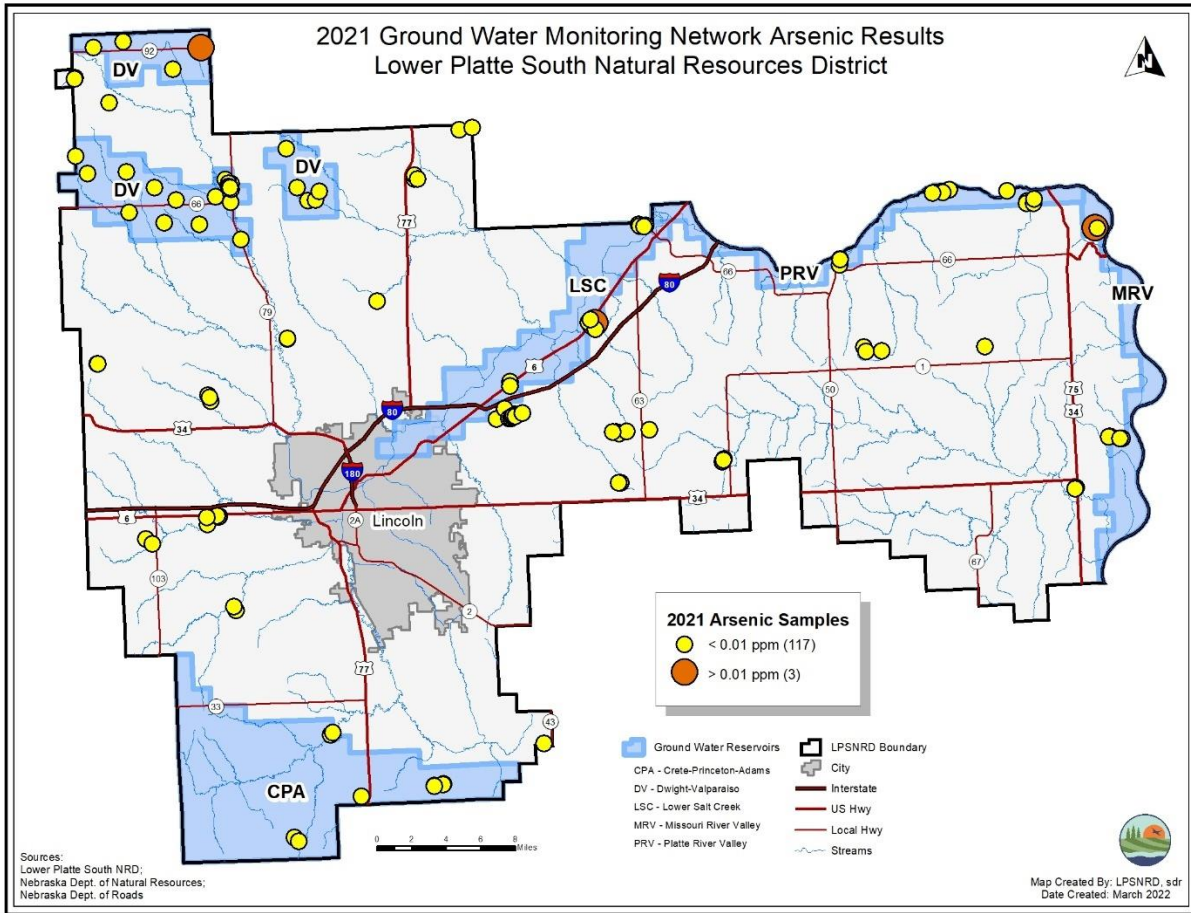 2021 Ground Water Monitoring Network Arsenic Results
Lower Platte South Natural Resources District
N
92
DV
DV
DV
66
77
79
LSC
80
66
PRV
66
MRV
6
63
50
1
75
34
34
80
180
6
2A
Lincoln
34
103
2
67
77
33
43
CPA
2021 Arsenic Samples
< 0.01 ppm (117)
> 0.01 ppm (3)
Ground Water Reservoirs
CPA - Crete-Princeton-Adams
DV - Dwight-Valparaiso
LSC - Lower Salt Creek
MRV - Missouri River Valley
PRV - Platte River Valley
LPSNRD Boundary
City
Interstate
US Hwy
Local Hwy
Streams
0 2 4 6 8
Miles
Sources:
Lower Platte South NRD;
Nebraska Dept. of Natural Resources;
Nebraska Dept. of Roads
Map Created By: LPSNRD, sdr
Date Created: March 2022